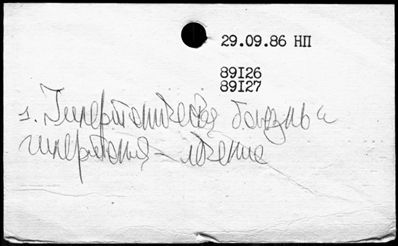 29.09.86 НП
89I26
89I27
1. Гипертоническая болезнь и
гипертония - лечение